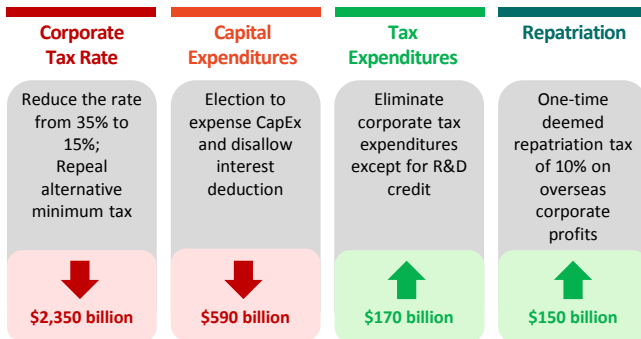 Corporate
Tax Rate
Reduce the rate
from 35% to
15%;
Repeal
alternative
minimum tax
$2,350 billion
Capital
Expenditures
Election to
expense CapEx
and disallow
interest
deduction
$590 billion
Tax
Expenditures
Eliminate
corporate tax
expenditures
except for R&D
credit
$170 billion
Repatriation
One-time
deemed
repatriation tax
of 10% on
overseas
corporate
profits
$150 billion